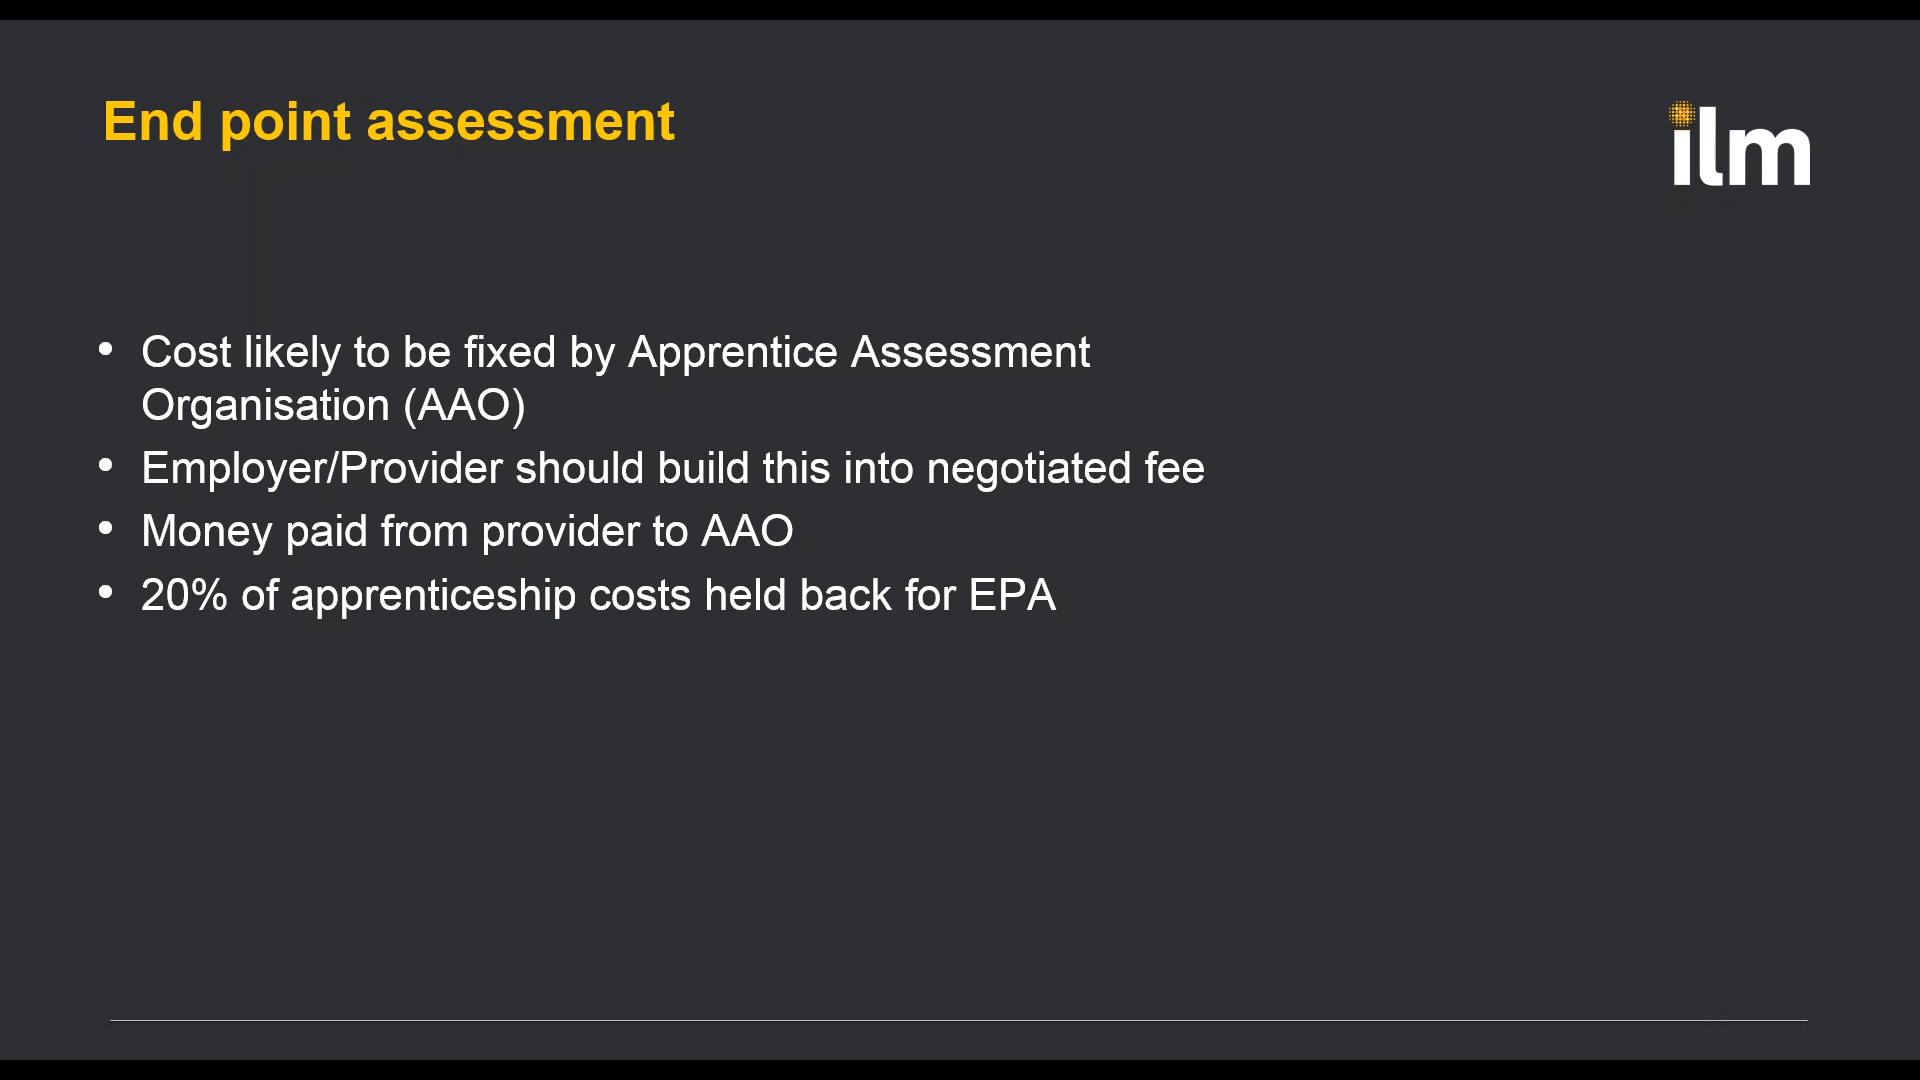 End point assessment
ilm
• Cost likely to be fixed by Apprentice Assessment
Organisation (AAO)
• Employer/Provider should build this into negotiated fee
• Money paid from provider to AAO
• 20% of apprenticeship costs held back for EPA